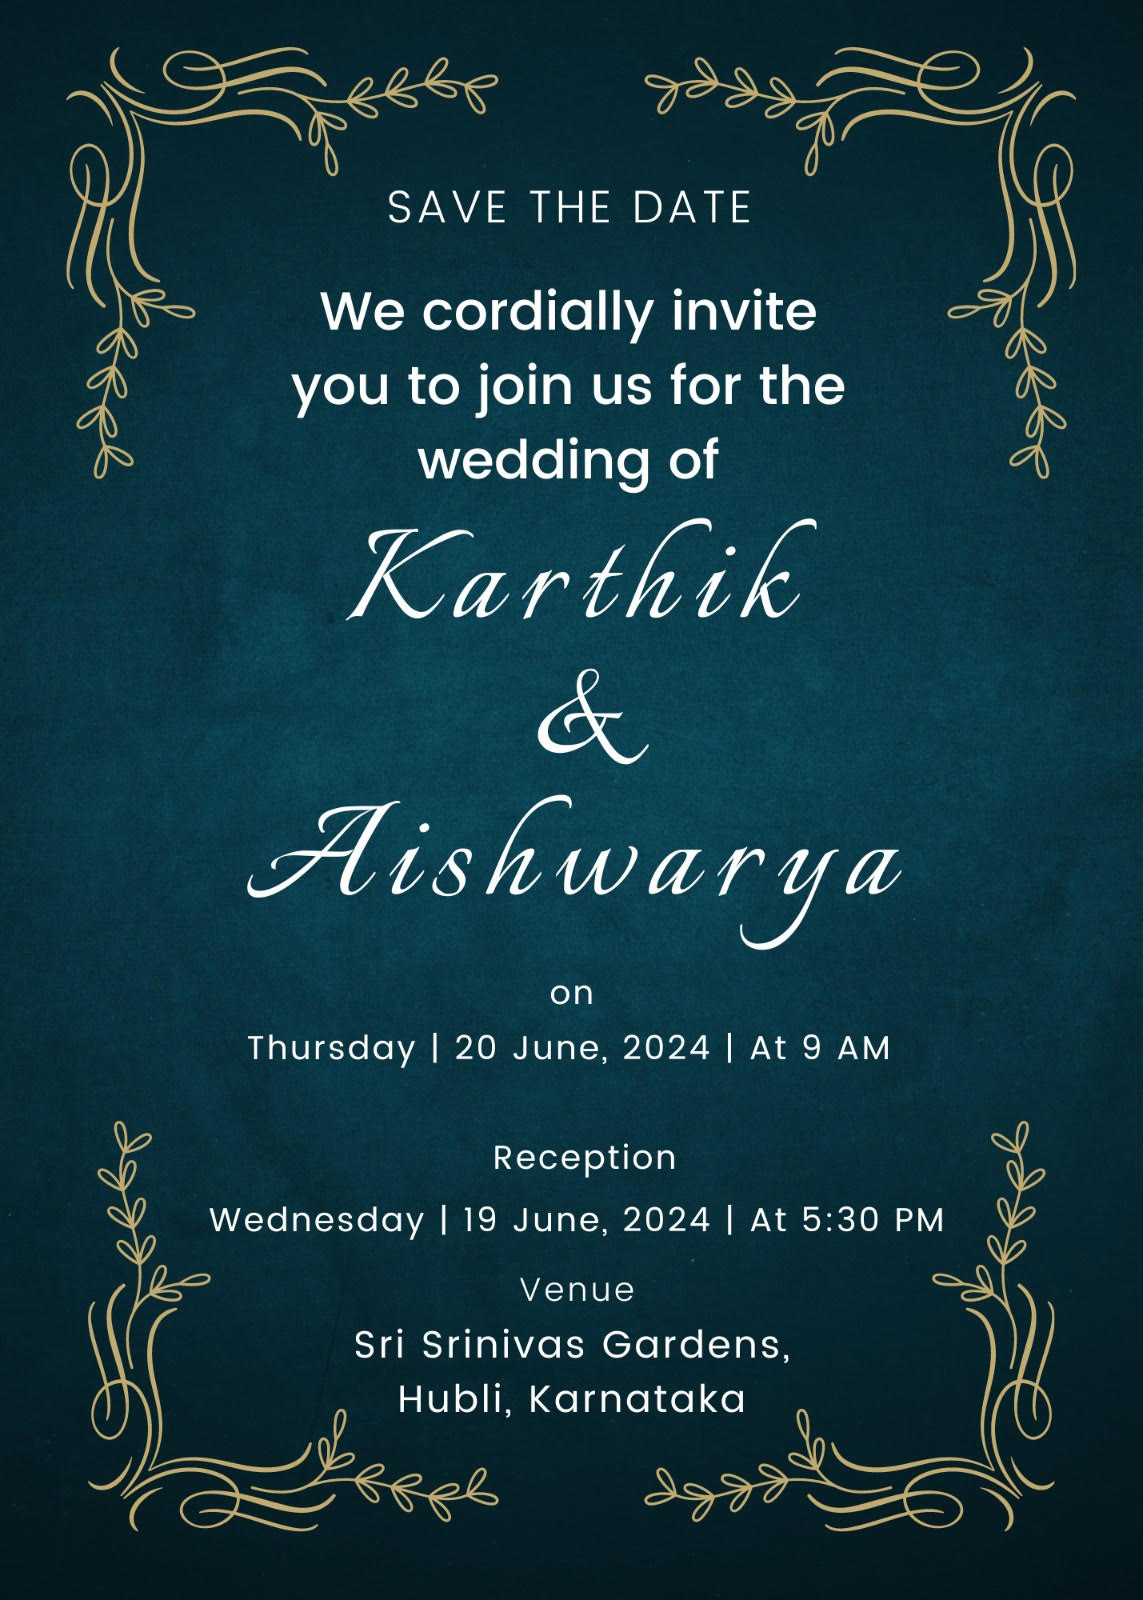 SAVE THE DATE
We cordially invite
you to join us for the
wedding of
Karthik
&
Aishwarya
on
Thursday | 20 June, 2024 | At 9 AM
Reception
Wednesday | 19 June, 2024 | At 5:30 PM
Venue
Sri Srinivas Gardens,
Hubli, Karnataka